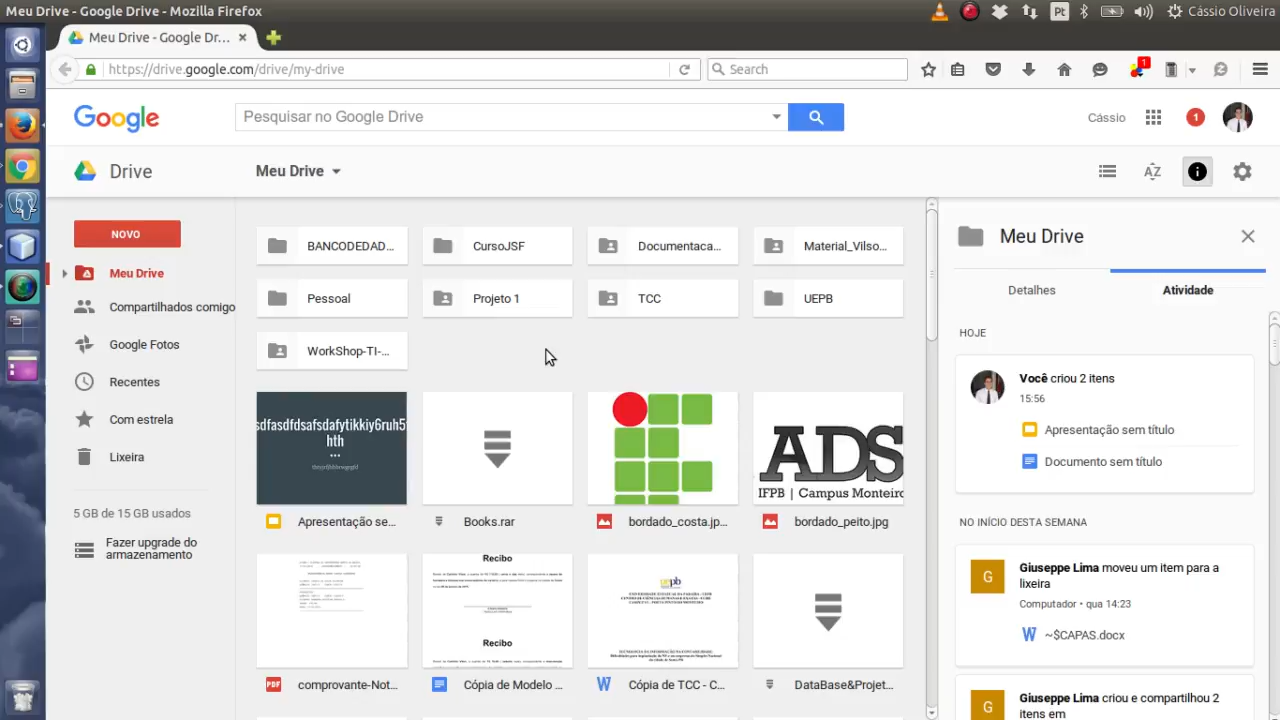 Meu Drive - Google Drive - Mozilla Firefox
Pt
Cássio Oliveira
Meu Drive - Google Dr...
https://drive.google.com/drive/my-drive
Search
1
Google
Pesquisar no Google Drive
Cássio
1
Drive
Meu Drive
AZ
NOVO
Meu Drive
Compartilhados comigo
Google Fotos
Recentes
Com estrela
Lixeira
5 GB de 15 GB usados
Fazer upgrade do
armazenamento
BANCODEDAD...
CursoJSF
Documentaca...
Material_Vilso...
Pessoal
Projeto 1
TCC
UEPB
WorkShop-TI-...
sdfasdfdsafsdafytikkiy6ruh5
hth
...
ADS
IFPB | Campus Monteiro
Apresentação se...
Books.rar
bordado_costa.jp...
bordado_peito.jpg
Recibo
Recibo
uepb
comprovante-Not...
Cópia de Modelo ...
Cópia de TCC - C...
DataBase&Projet...
Meu Drive
Detalhes
Atividade
HOJE
Você criou 2 itens
15:56
Apresentação sem título
Documento sem título
NO INÍCIO DESTA SEMANA
G
Giuseppe Lima moveu um item para a
lixeira
Computador • qua 14:23
W ~$CAPAS.docx
G
Giuseppe Lima criou e compartilhou 2
itens em